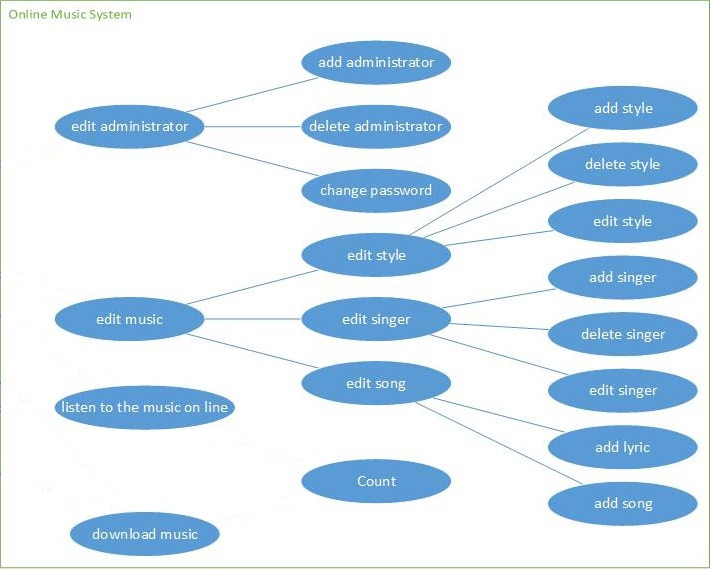 Online Music System
add administrator
edit administrator
delete administrator
change password
add style
delete style
edit style
edit style
add singer
edit music
edit singer
delete singer
edit song
edit singer
listen to the music on line
add lyric
Count
add song
download music